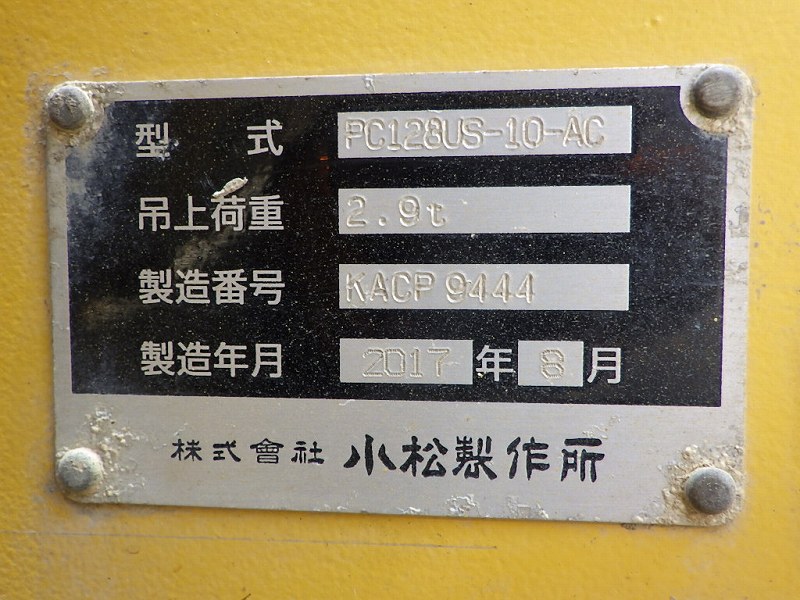 型 式 PC128US-10-AC
吊上荷重 2.9t
製造番号 KACP 9444
製造年月 2017 年 8 月
株式會社 小松製作所